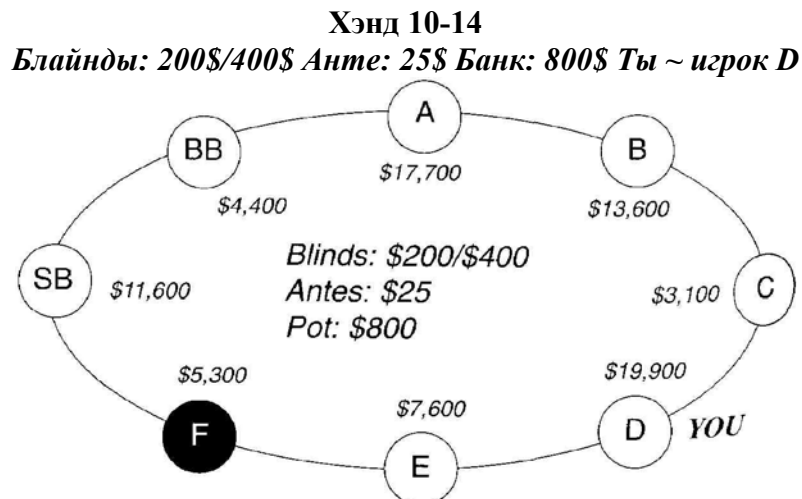 Хэнд 10-14
Блайнды: 200$/400$ Анте: 25$ Банк: 800$ Ты ~ игрок D
A
BB
B
$17,700
$4,400
$13,600
Blinds: $200/$400
SB
$11,600
Antes: $25
$3,100
C
Pot: $800
$5,300
$19,900
$7,600
F
D
YOU
E